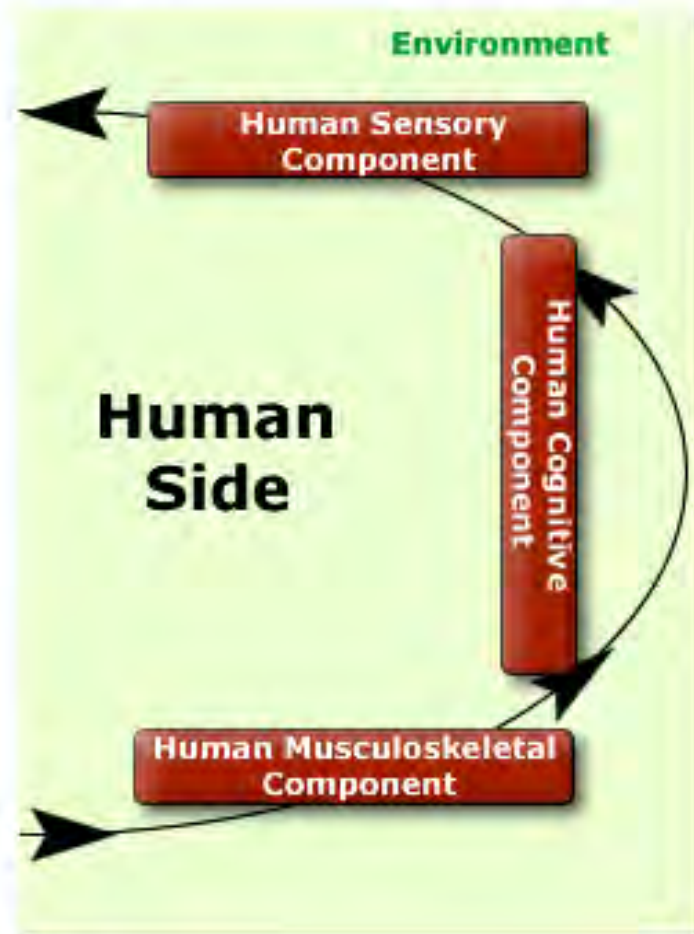 Environment
Human Sensory
Component
Human Cognitive
Component
Human
Side
Human Musculoskeletal
Component